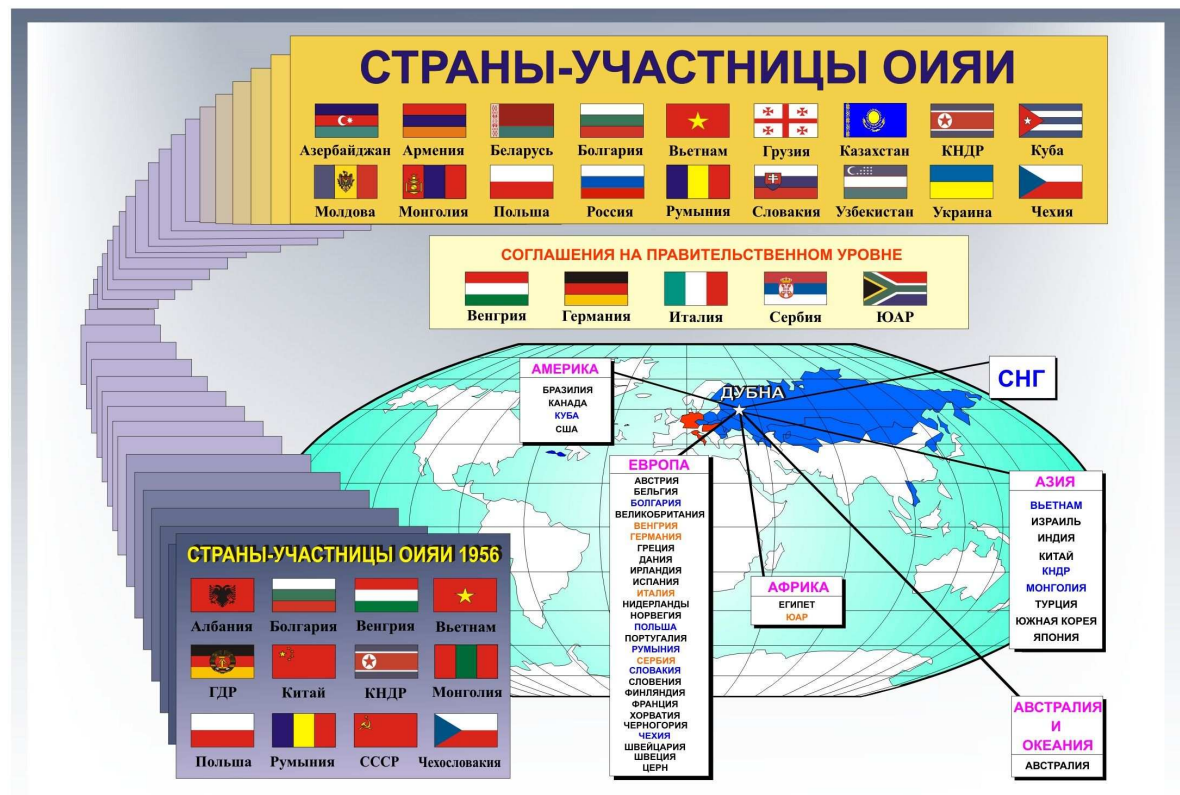 СТРАНЫ-УЧАСТНИЦЫ ОИЯИ
Азербайджан Армения Беларусь Болгария Вьетнам Грузия Казахстан КНДР Куба
Молдова Монголия Польша Россия Румыния Словакия Узбекистан Украина Чехия
СОГЛАШЕНИЯ НА ПРАВИТЕЛЬСТВЕННОМ УРОВНЕ
Венгрия Германия Италия Сербия ЮАР
АМЕРИКА
БРАЗИЛИЯ
КАНАДА
КУБА
США
ДУБНА
СНГ
ЕВРОПА
АВСТРИЯ
БЕЛЬГИЯ
БОЛГАРИЯ
ВЕЛИКОБРИТАНИЯ
ВЕНГРИЯ
ГЕРМАНИЯ
ГРЕЦИЯ
ДАНИЯ
ИРЛАНДИЯ
ИСПАНИЯ
ИТАЛИЯ
НИДЕРЛАНДЫ
НОРВЕГИЯ
ПОЛЬША
ПОРТУГАЛИЯ
РУМЫНИЯ
СЕРБИЯ
СЛОВАКИЯ
СЛОВЕНИЯ
ФИНЛЯНДИЯ
ФРАНЦИЯ
ХОРВАТИЯ
ЧЕРНОГОРИЯ
ЧЕХИЯ
ШВЕЙЦАРИЯ
ШВЕЦИЯ
ЦЕРН
АФРИКА
ЕГИПЕТ
ЮАР
АЗИЯ
ВЬЕТНАМ
ИЗРАИЛЬ
ИНДИЯ
КИТАЙ
КНДР
МОНГОЛИЯ
ТУРЦИЯ
ЮЖНАЯ КОРЕЯ
ЯПОНИЯ
АВСТРАЛИЯ
И
ОКЕАНИЯ
АВСТРАЛИЯ
СТРАНЫ-УЧАСТНИЦЫ ОИЯИ 1956
Албания Болгария Венгрия Вьетнам
ГДР Китай КНДР Монголия
Польша Румыния СССР Чехословакия